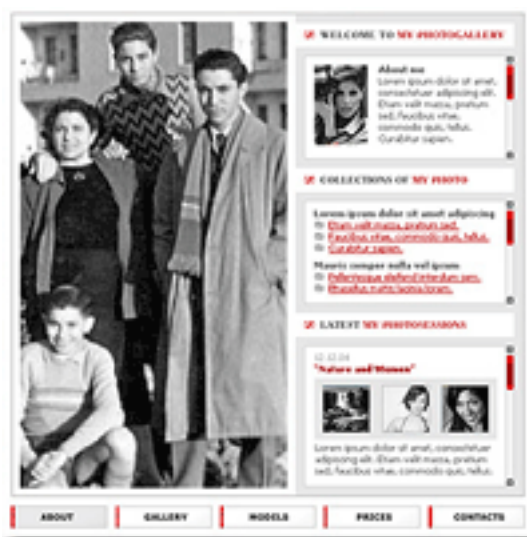 WELCOME TO MY PHOTOGALLERY
About me
Lorem ipsum dolor sit amet,
consectetuer adipiscing elit.
Etiam velit massa, pretium
sed, faucibus vitae,
commodo quis, tellus.
Curabitur sapien.
COLLECTIONS OF MY PHOTO
Lorem ipsum dolor sit amet adipiscing
Etiam velit massa, pretium sed,
Faucibus vitae, commodo quis, tellus.
Curabitur sapien.
Mauris semper nulla vel ipsum
Pellentesque eleifend interdum sem.
Phasellus mattis lacinia lorem.
LATEST MY PHOTOSESSIONS
12.12.04
"Nature and Women"
Lorem ipsum dolor sit amet, consectetuer
adipiscing elit. Etiam velit massa, pretium
sed, faucibus vitae, commodo quis, tellus.
ABOUT GALLERY MODELS PRICES CONTACTS